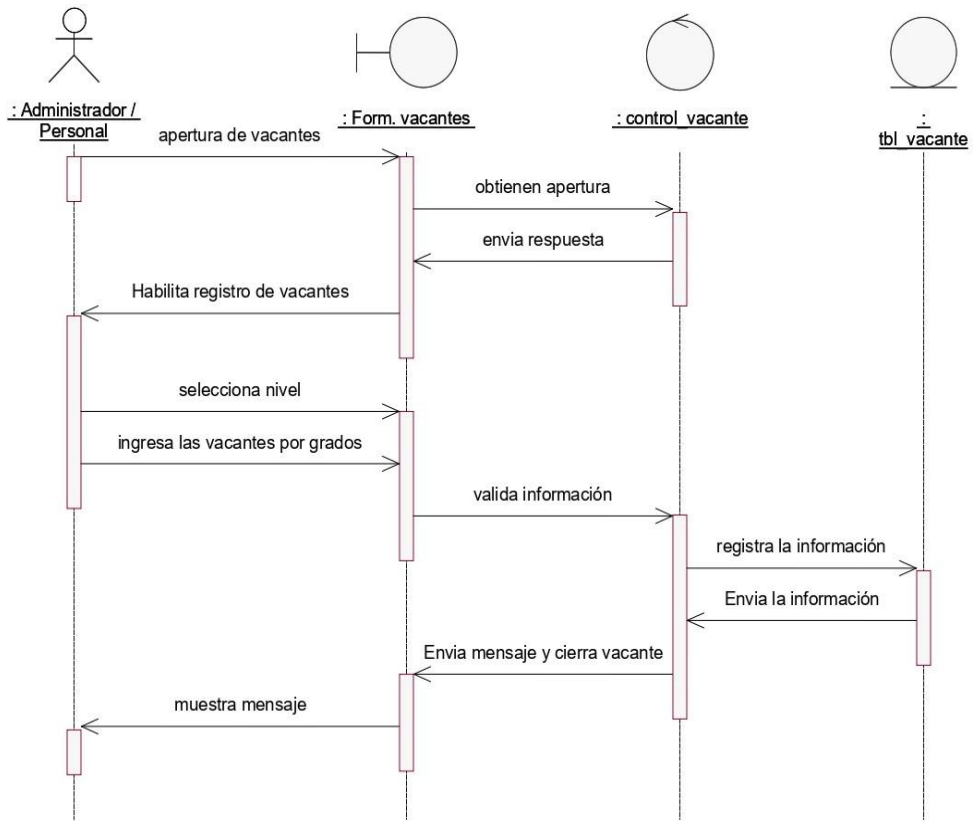 : Administrador /
Personal
: Form. vacantes
: control_vacante
:
tbl_vacante
apertura de vacantes
obtienen apertura
envia respuesta
Habilita registro de vacantes
selecciona nivel
ingresa las vacantes por grados
valida información
registra la información
Envia la información
Envia mensaje y cierra vacante
muestra mensaje